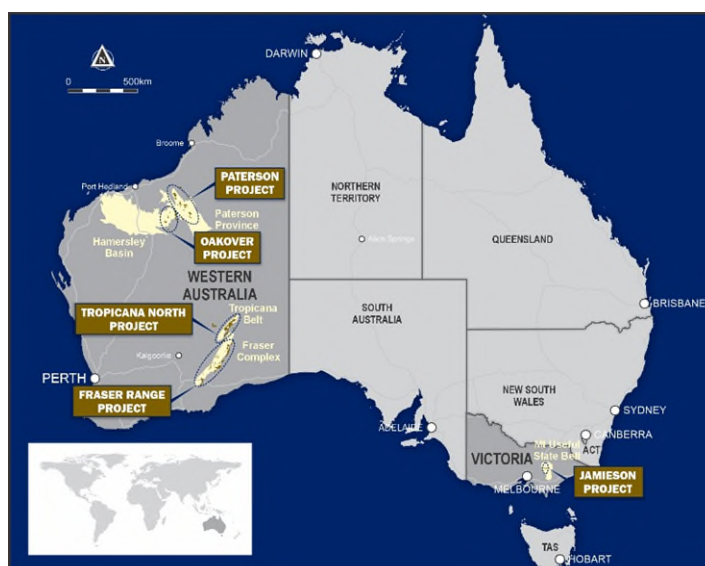 DARWIN
N
0 500km
Broome
Port Hedland
PATERSON
PROJECT
NORTHERN
TERRITORY
Paterson
Province
Hamersley
Basin
OAKOVER
PROJECT
Alice Springs
QUEENSLAND
WESTERN
AUSTRALIA
TROPICANA NORTH
PROJECT
Tropicana
Belt
SOUTH
AUSTRALIA
BRISBANE
Kalgoorlie
Fraser
Complex
PERTH
FRASER RANGE
PROJECT
NEW SOUTH
WALES
SYDNEY
ADELAIDE
CANBERRA
ACT
Mt Useful
Slate Belt
VICTORIA
MELBOURNE
JAMIESON
PROJECT
TAS
HOBART